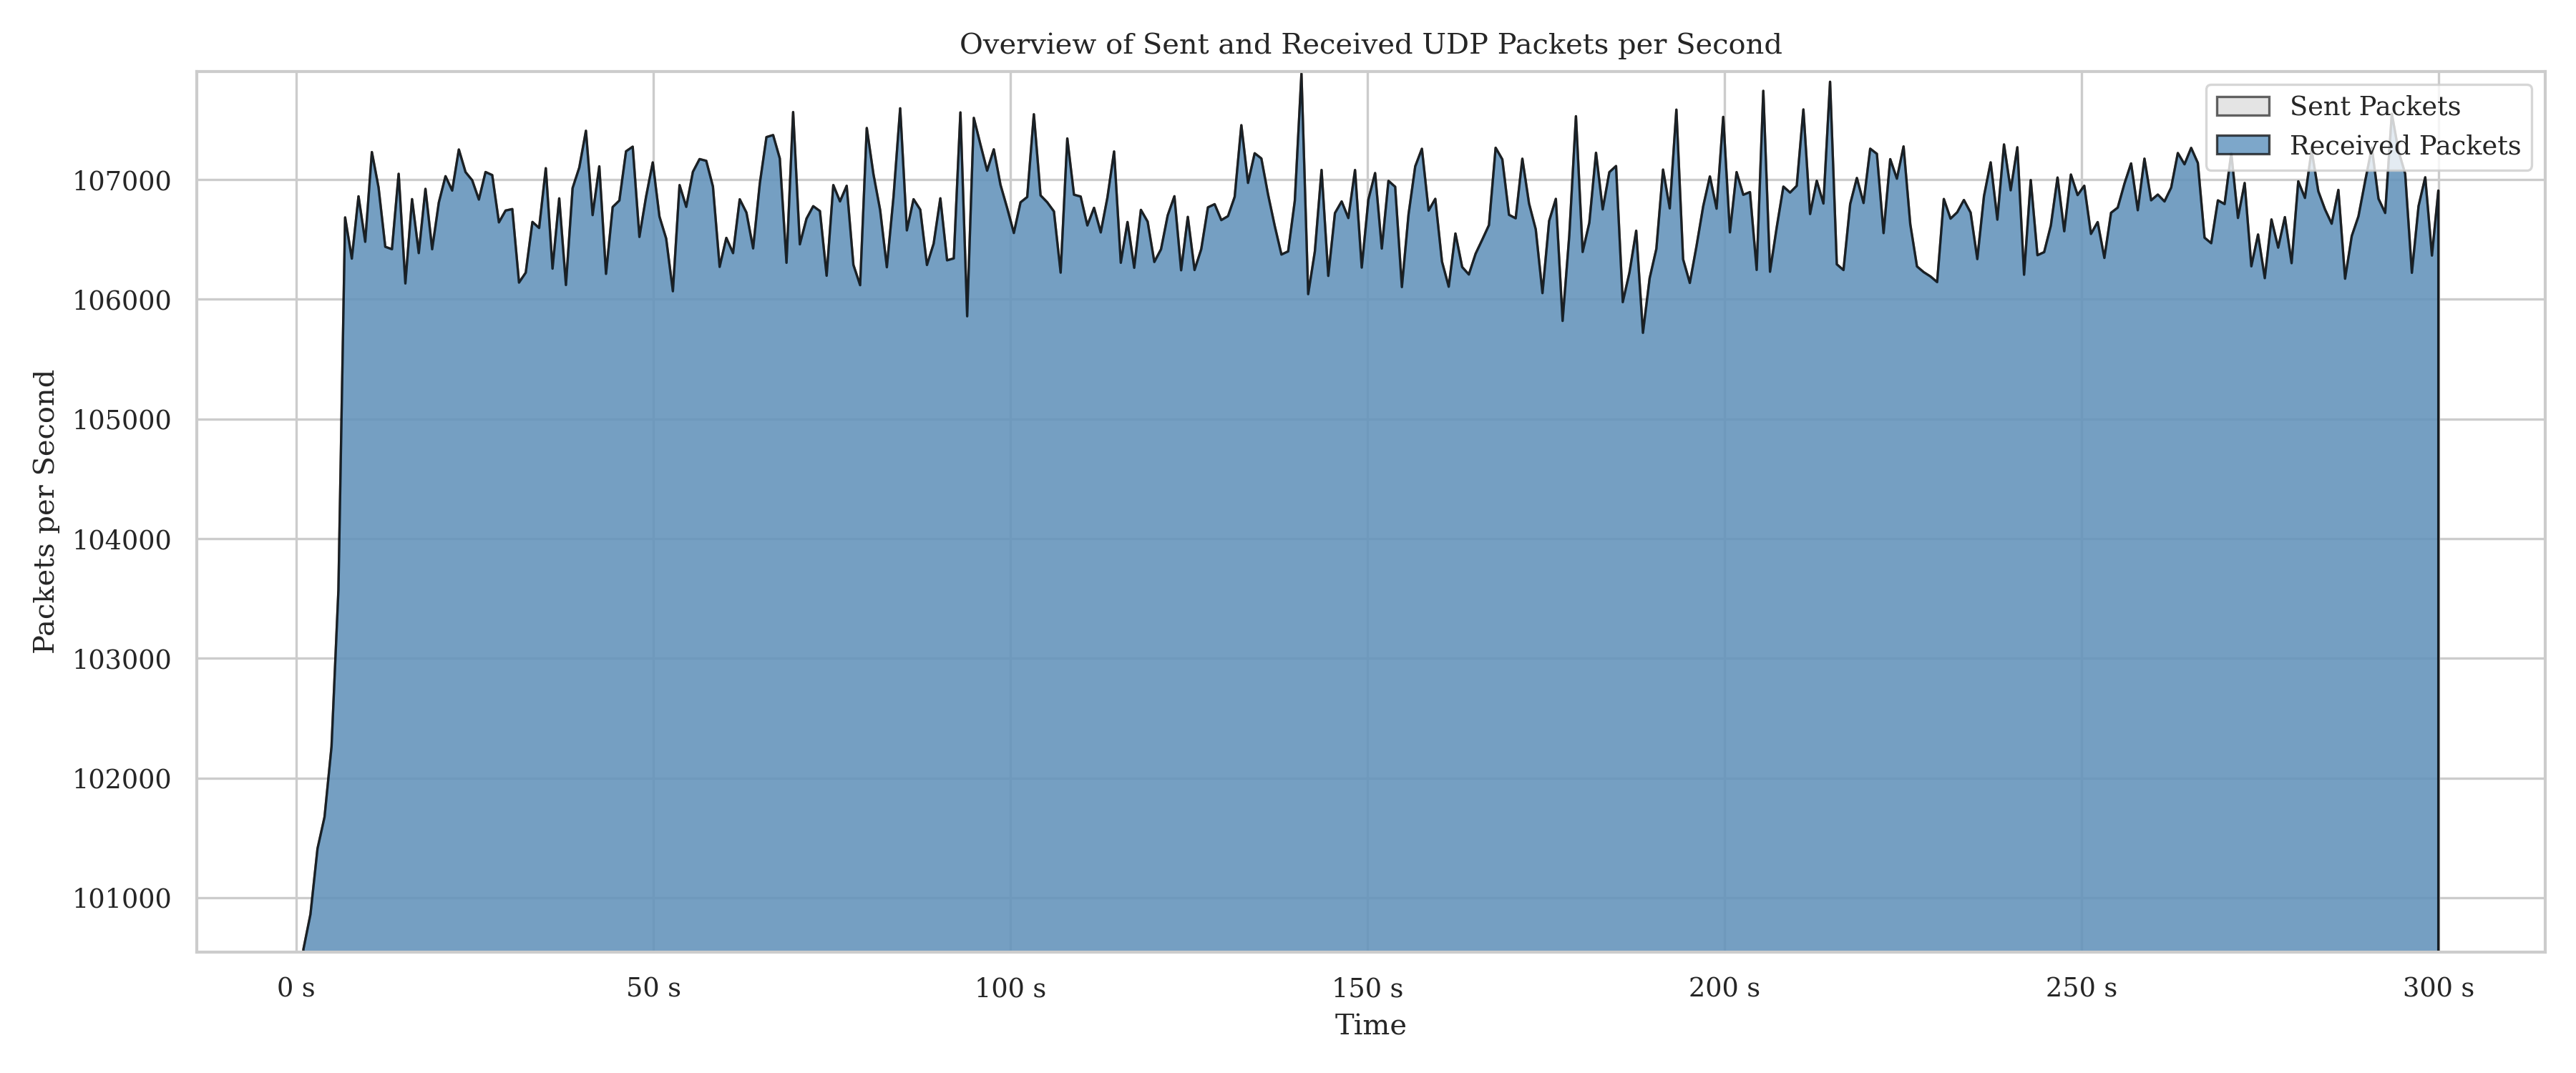 Overview of Sent and Received UDP Packets per Second
Sent Packets
Received Packets
Packets per Second
107000
106000
105000
104000
103000
102000
101000
0 s 50 s 100 s 150 s 200 s 250 s 300 s
Time